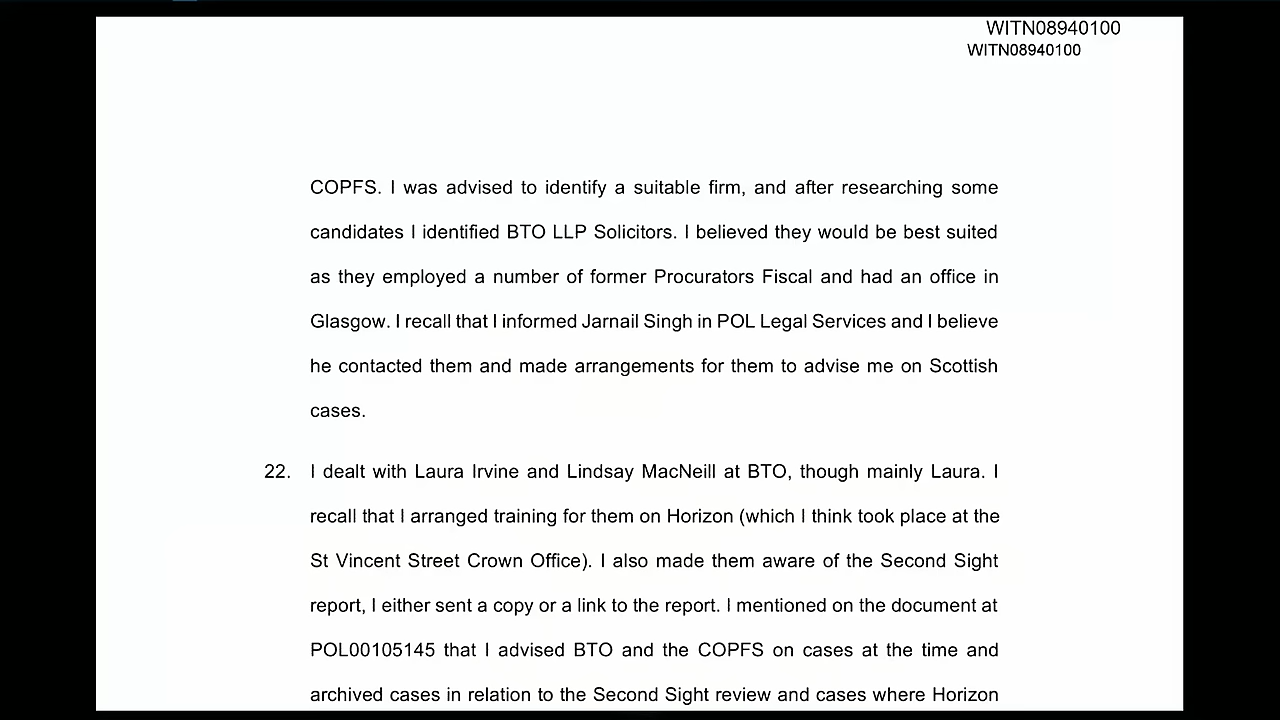 WITN08940100
WITN08940100
COPFS. I was advised to identify a suitable firm, and after researching some
candidates I identified BTO LLP Solicitors. I believed they would be best suited
as they employed a number of former Procurators Fiscal and had an office in
Glasgow. I recall that I informed Jarnail Singh in POL Legal Services and I believe
he contacted them and made arrangements for them to advise me on Scottish
cases.
22. I dealt with Laura Irvine and Lindsay MacNeill at BTO, though mainly Laura. I
recall that I arranged training for them on Horizon (which I think took place at the
St Vincent Street Crown Office). I also made them aware of the Second Sight
report, I either sent a copy or a link to the report. I mentioned on the document at
POL00105145 that I advised BTO and the COPFS on cases at the time and
archived cases in relation to the Second Sight review and cases where Horizon